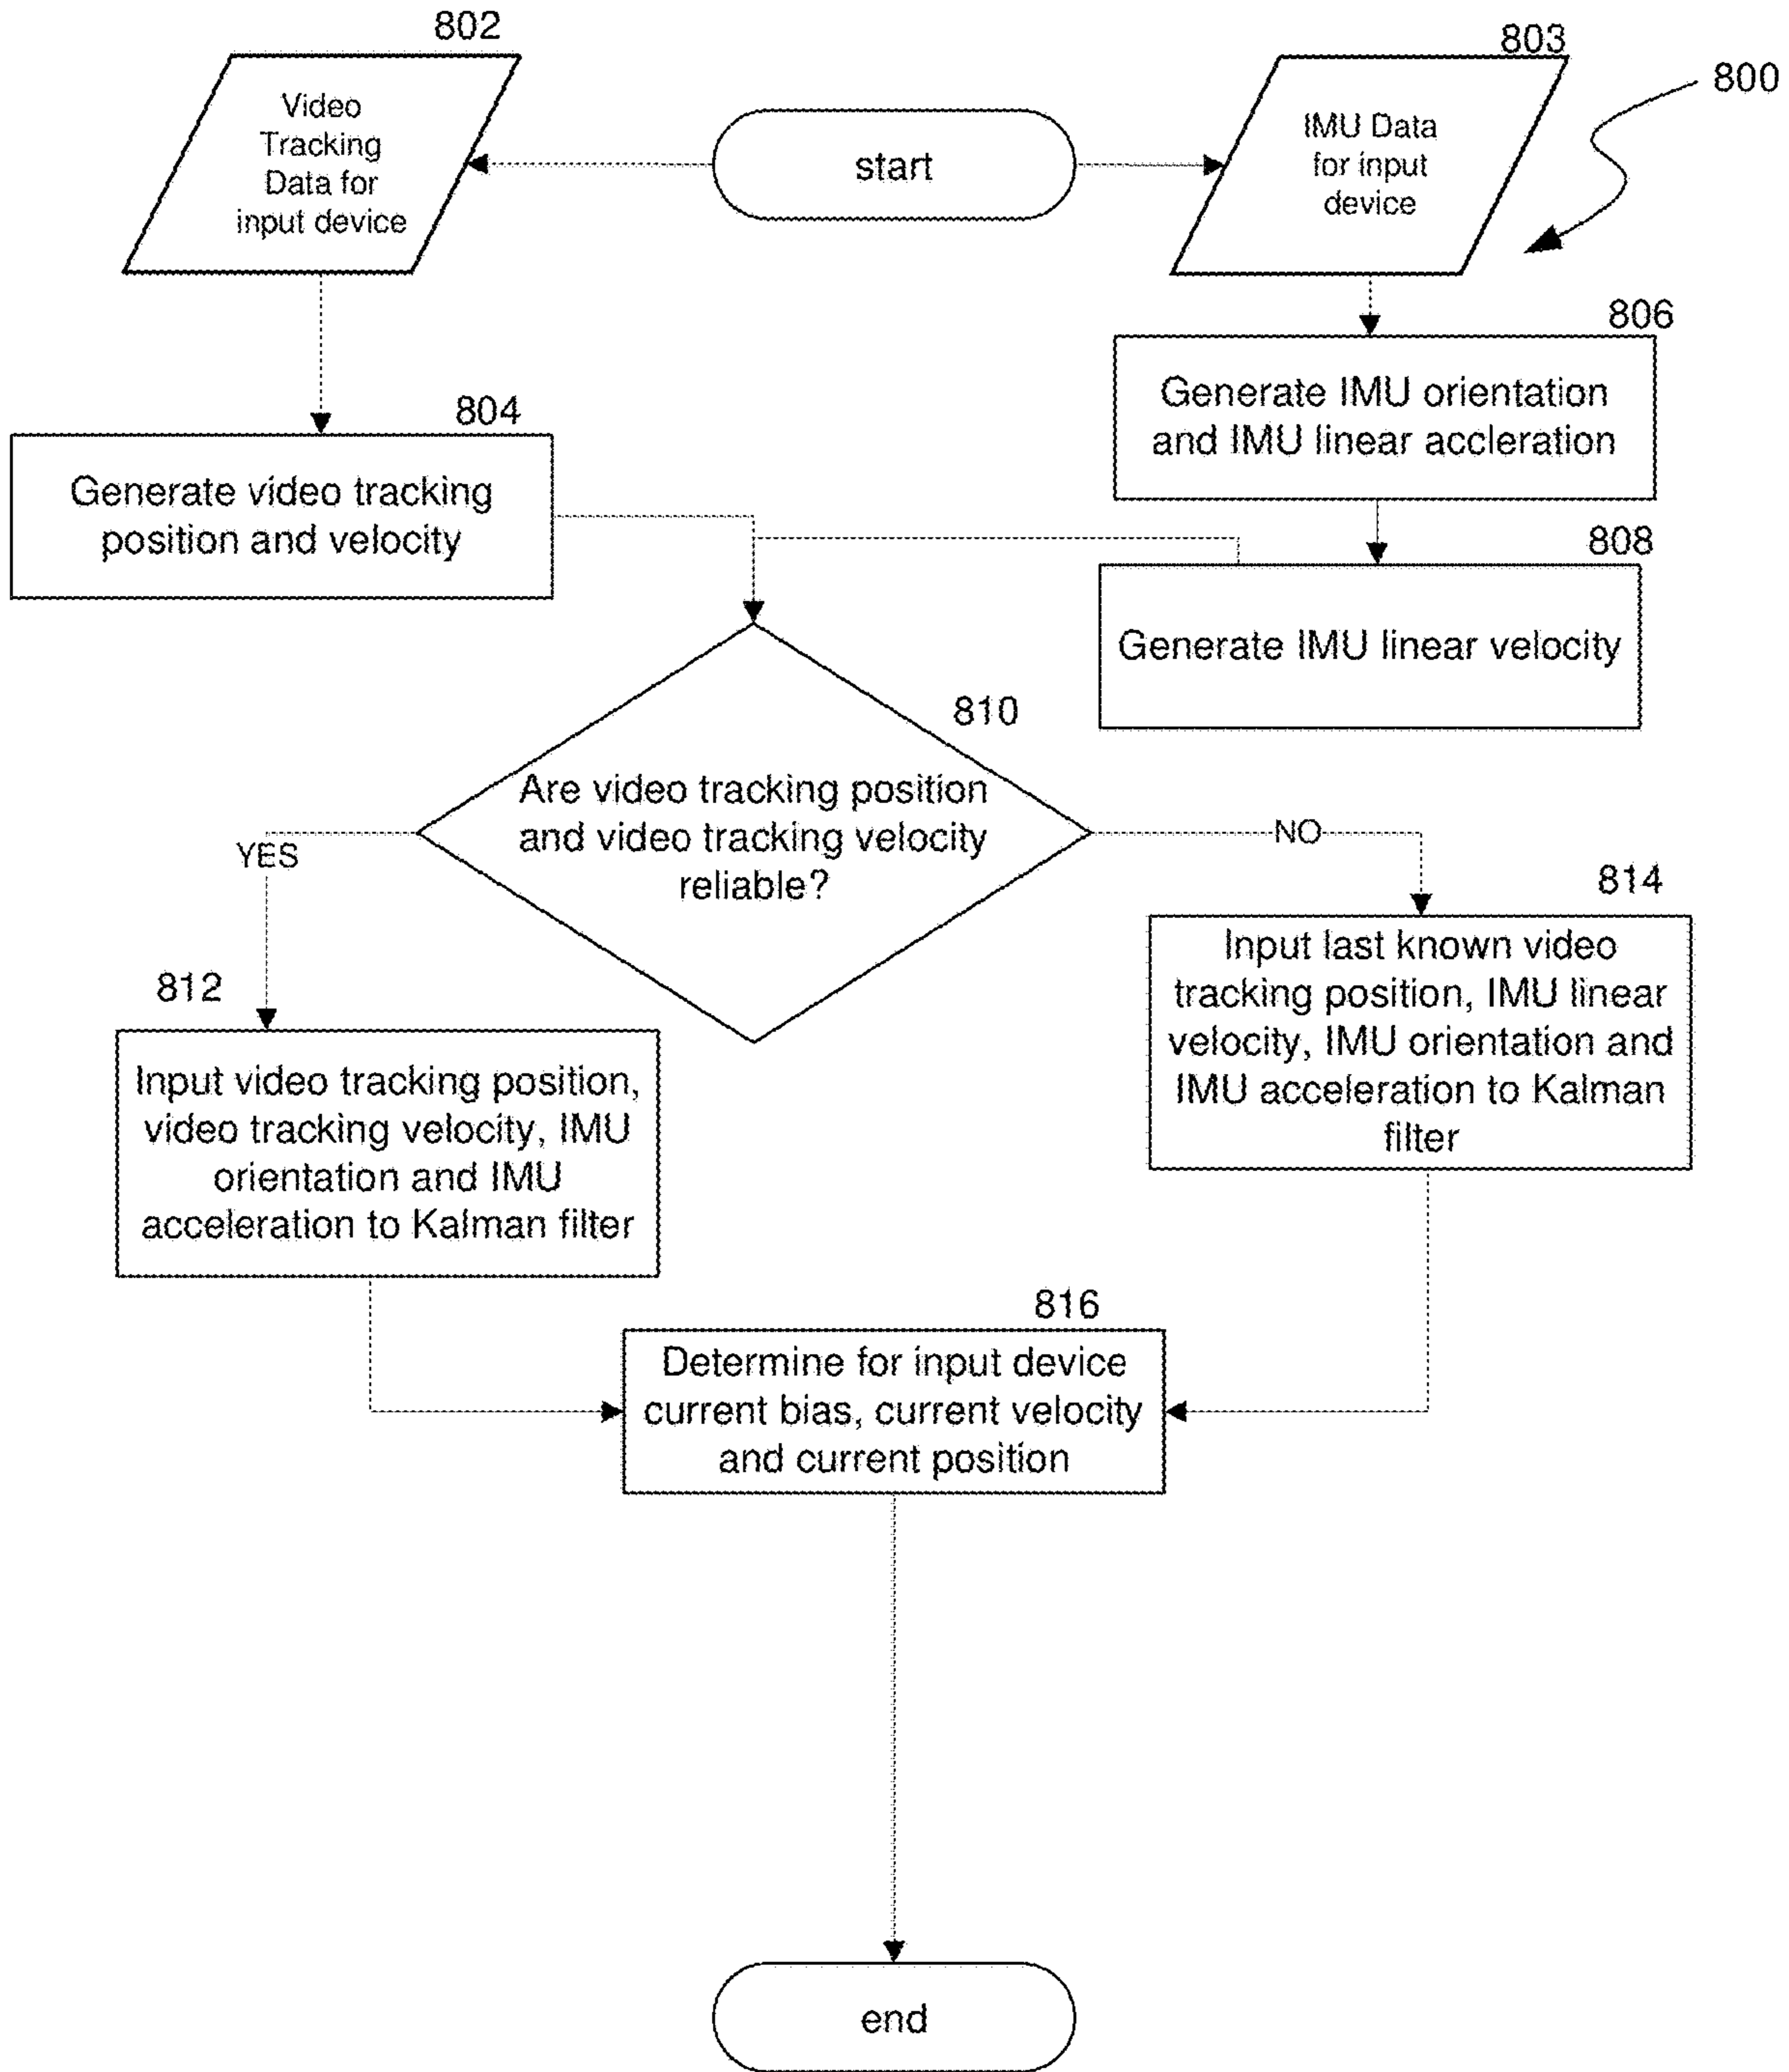 802
803
800
Video
Tracking
Data for
input device
start
IMU Data
for input
device
806
Generate IMU orientation
and IMU linear accleration
804
Generate video tracking
position and velocity
808
Generate IMU linear velocity
810
Are video tracking position
and video tracking velocity
reliable?
YES
NO
814
Input last known video
tracking position, IMU linear
velocity, IMU orientation and
IMU acceleration to Kalman
filter
812
Input video tracking position,
video tracking velocity, IMU
orientation and IMU
acceleration to Kalman filter
816
Determine for input device
current bias, current velocity
and current position
end